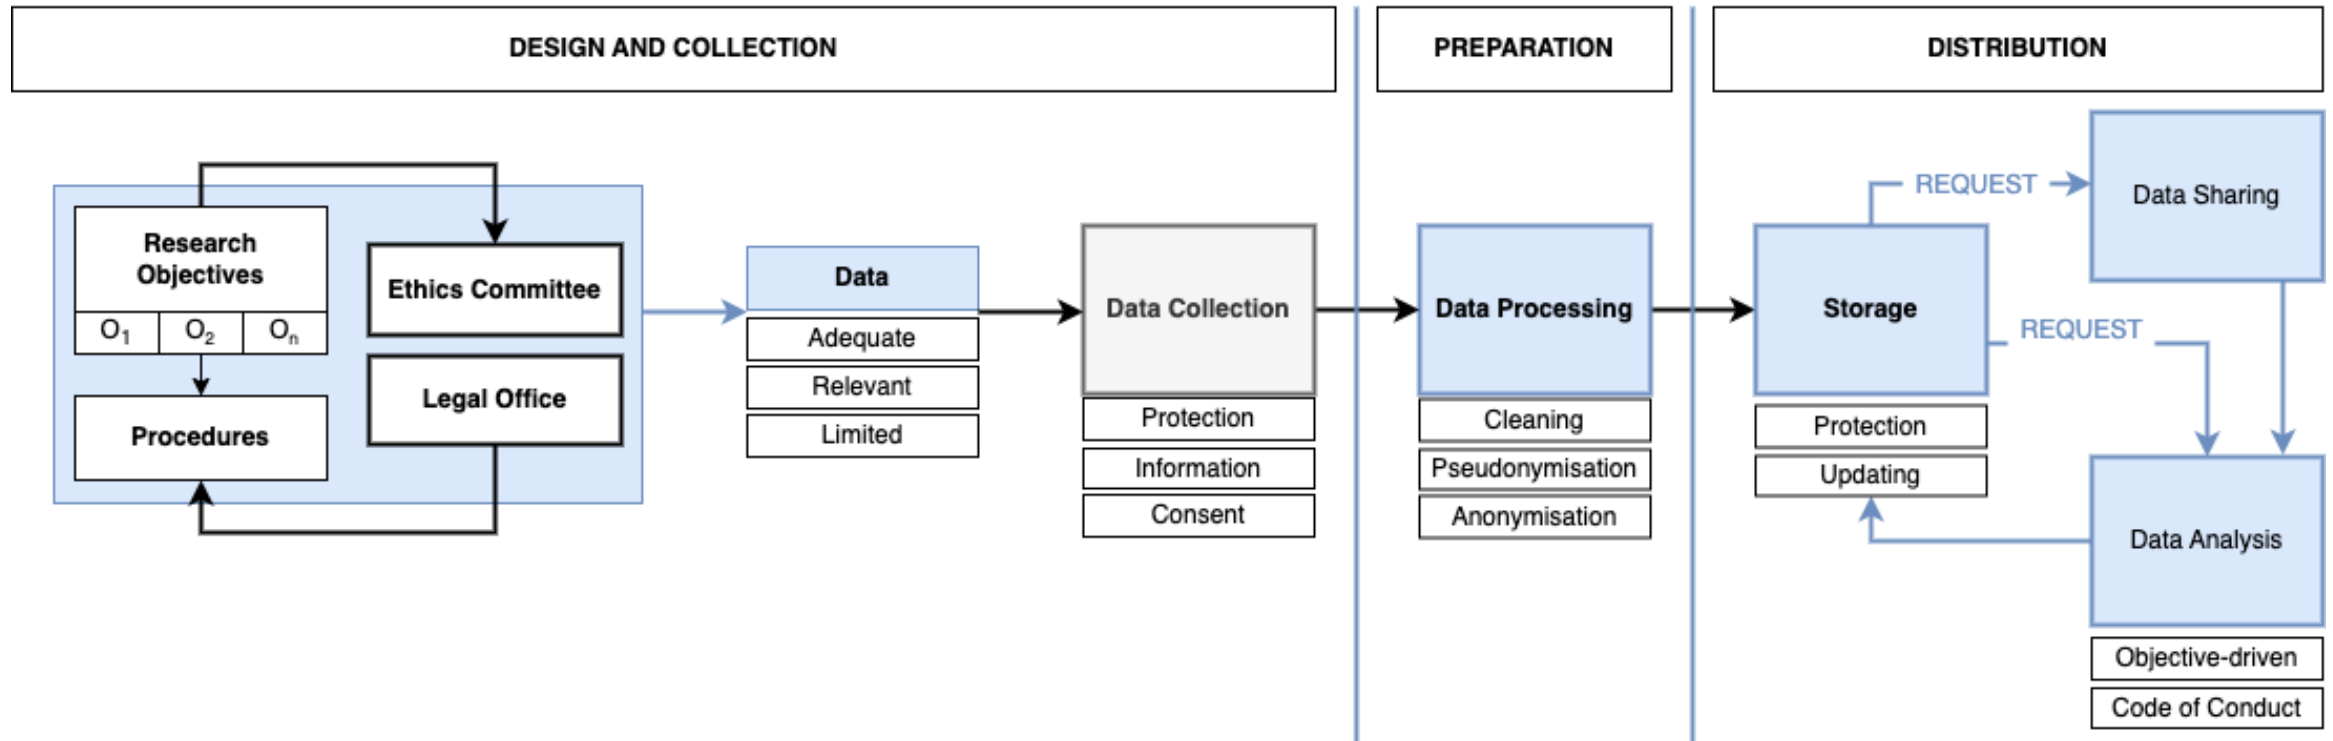 DESIGN AND COLLECTION
PREPARATION
DISTRIBUTION
Research
Objectives
O1
O2
On
Procedures
Ethics Committee
Legal Office
Data
Adequate
Relevant
Limited
Data Collection
Protection
Information
Consent
Data Processing
Cleaning
Pseudonymisation
Anonymisation
Storage
Protection
Updating
REQUEST
REQUEST
Data Sharing
Data Analysis
Objective-driven
Code of Conduct